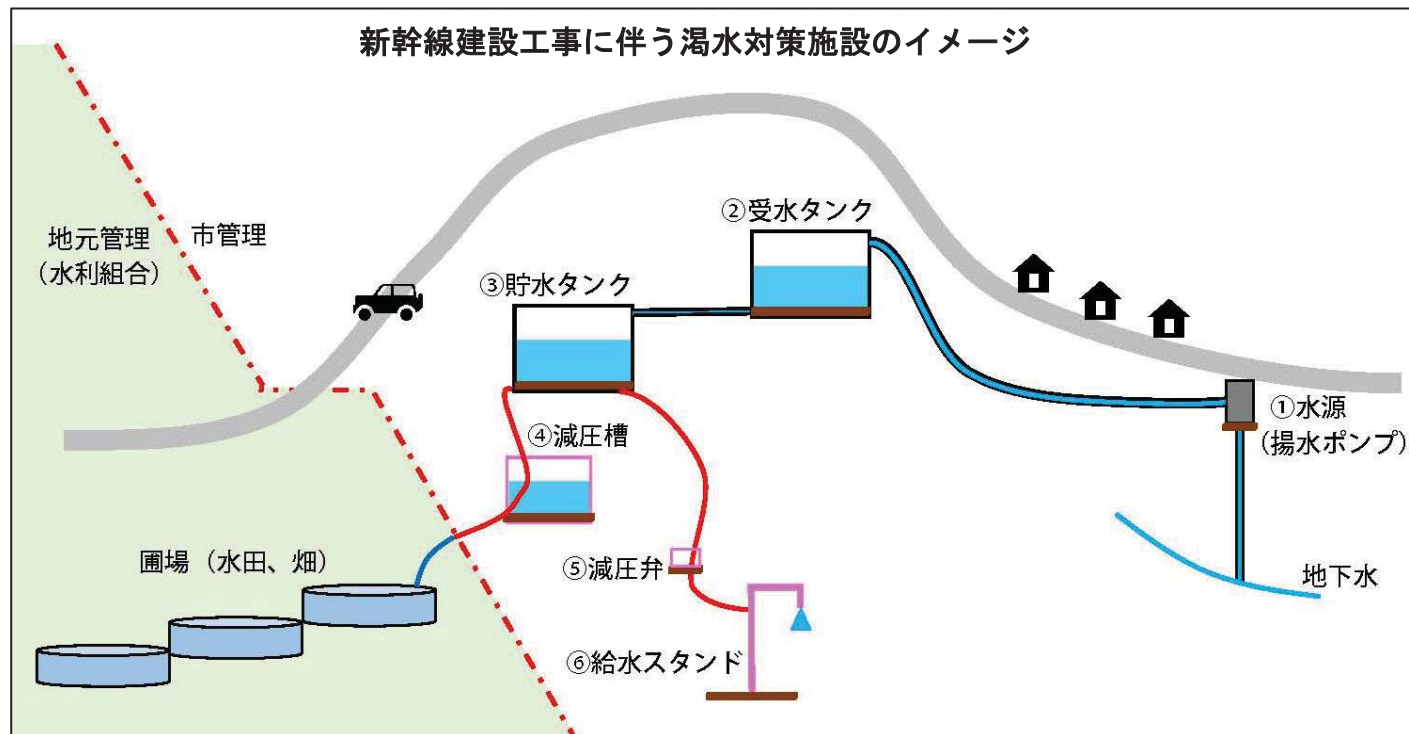 新幹線建設工事に伴う渇水対策施設のイメージ
地元管理
(水利組合)
市管理
②受水タンク
③貯水タンク
①水源
(揚水ポンプ)
④減圧槽
圃場（水田、畑）
⑤減圧弁
地下水
⑥給水スタンド